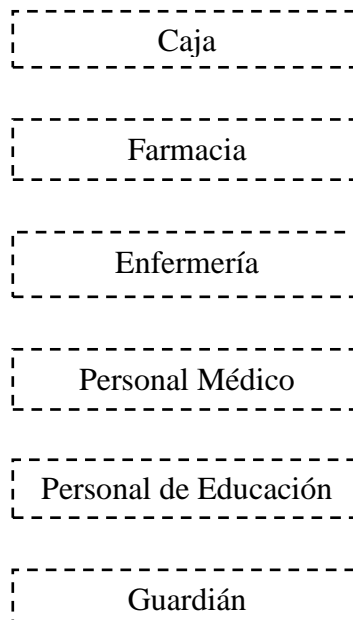 Caja
Farmacia
Enfermería
Personal Médico
Personal de Educación
Guardián